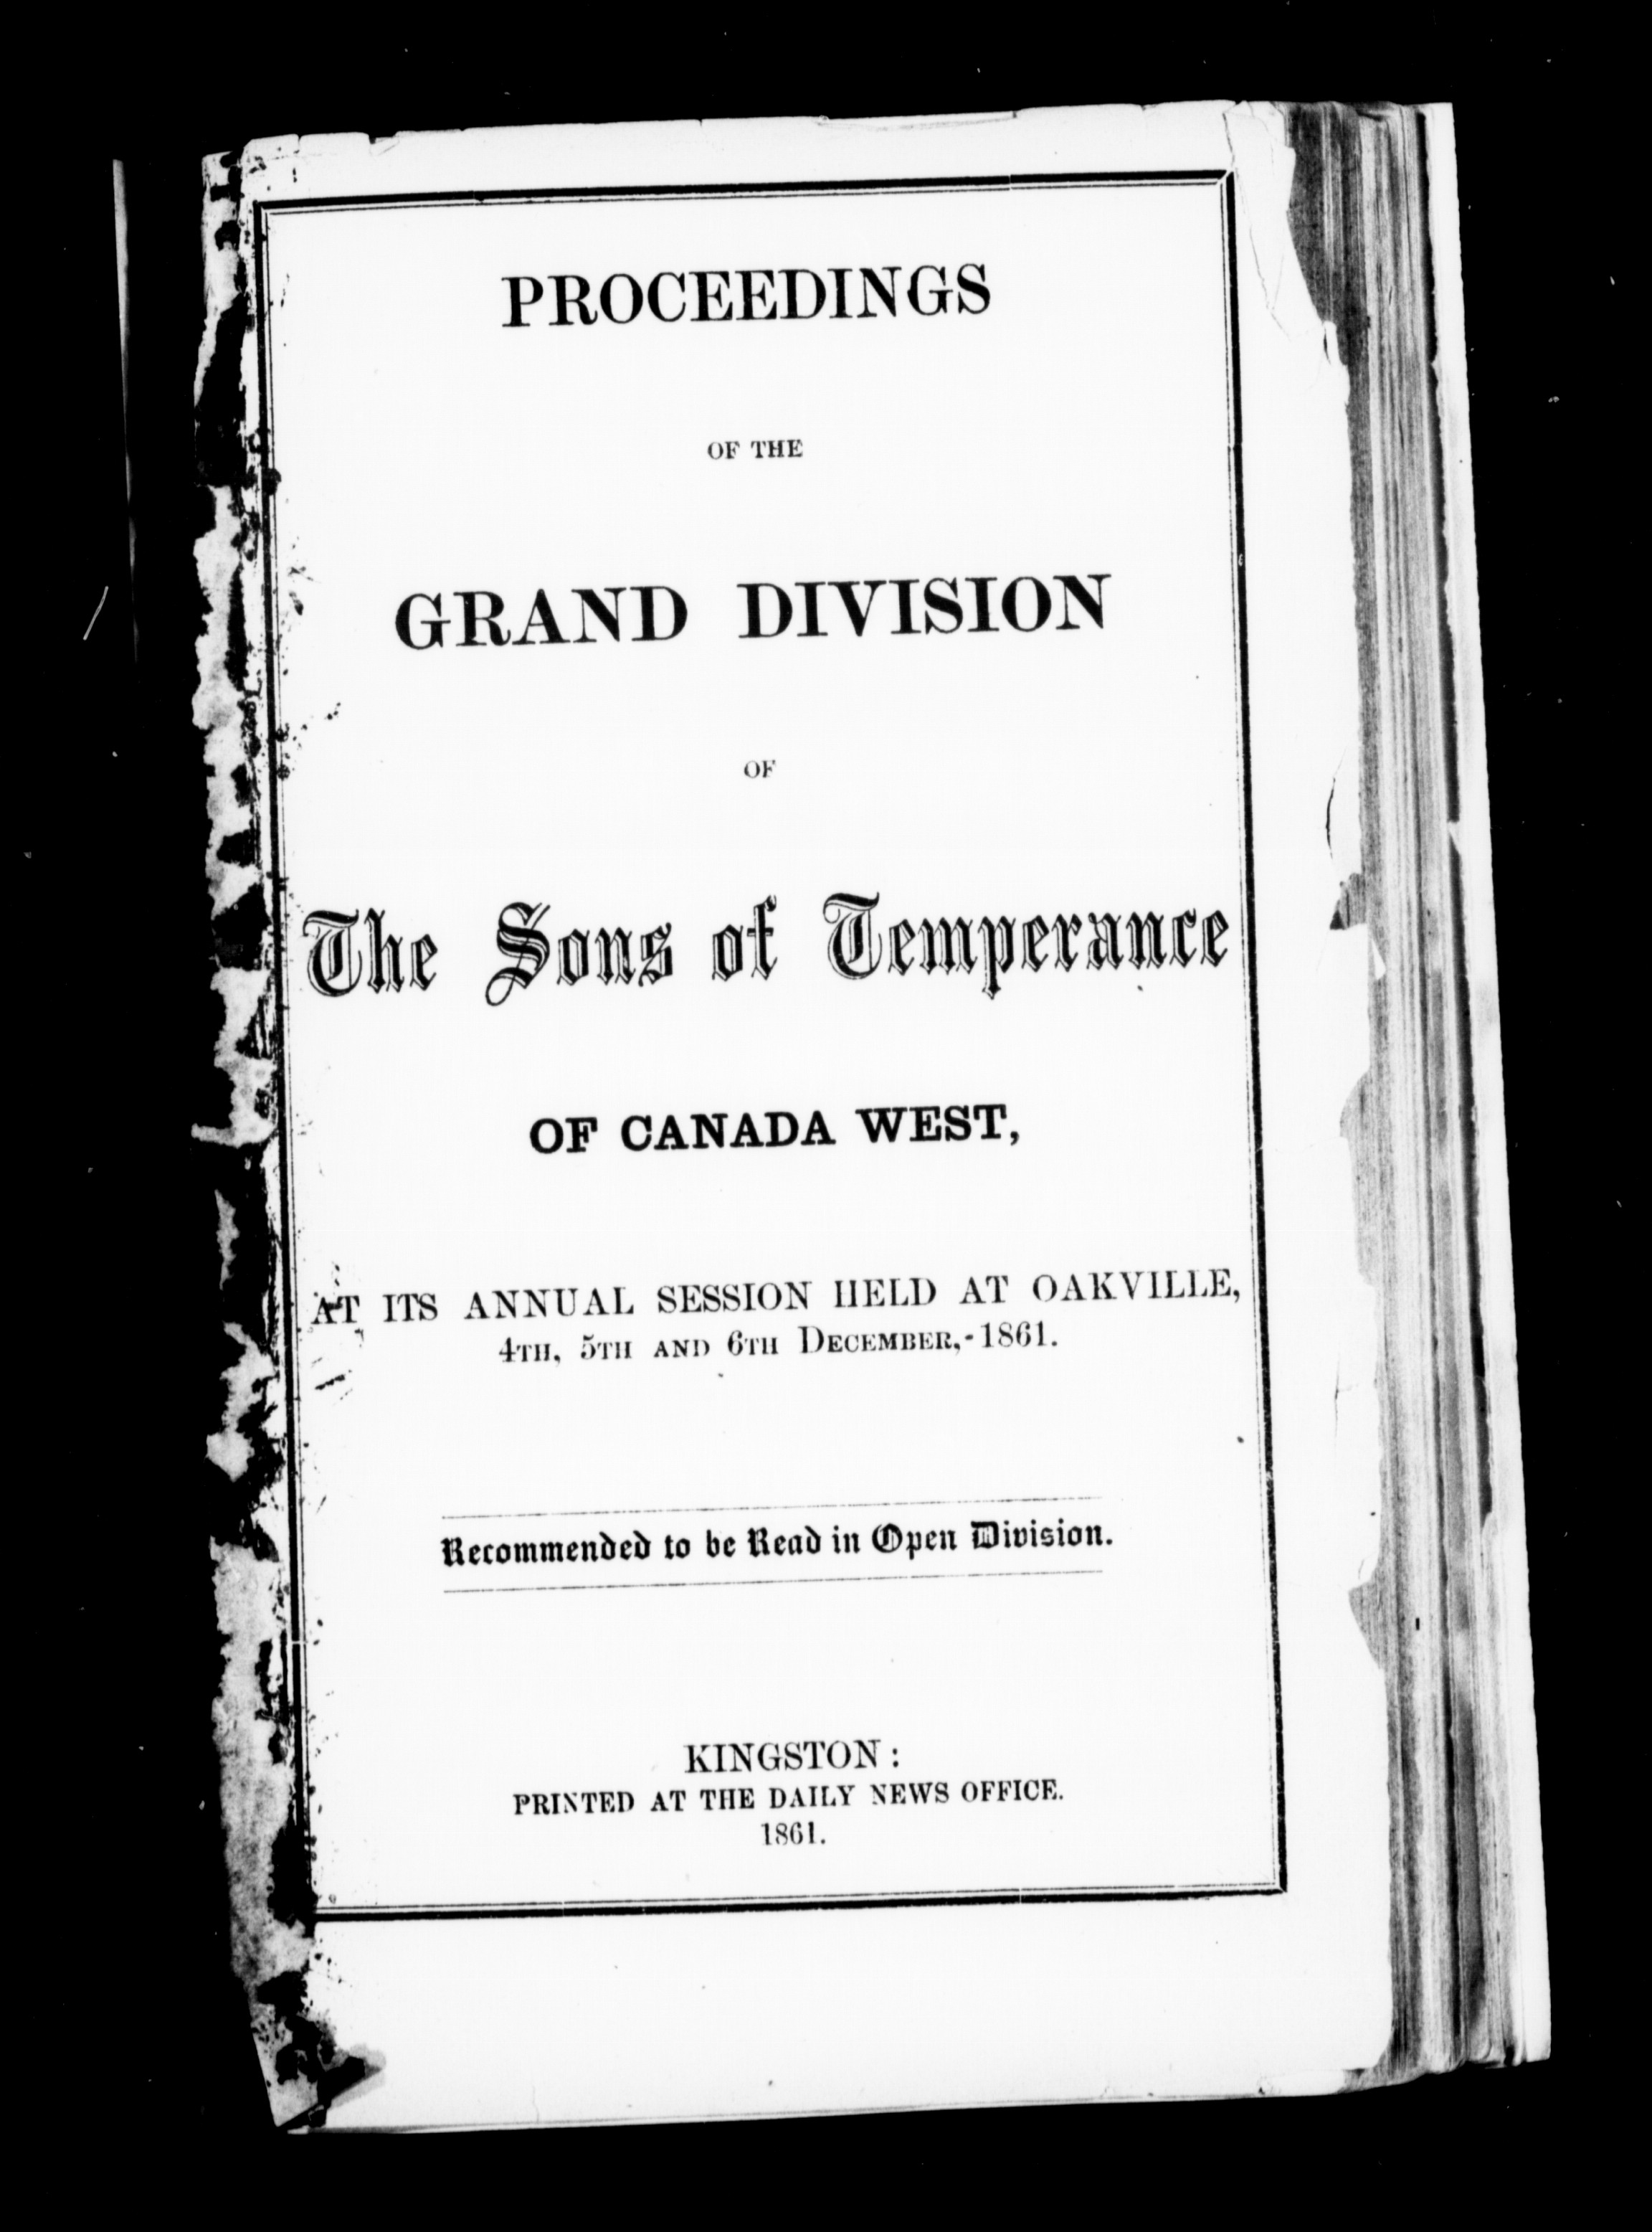 PROCEEDINGS
OF THE
GRAND DIVISION
OF
The Sons of Temperance
OF CANADA WEST,
AT ITS ANNUAL SESSION HELD AT OAKVILLE,
4TH, 5TH AND 6TH DECEMBER,-1861.
Recommended to be Read in Open Division.
KINGSTON:
PRINTED AT THE DAILY NEWS OFFICE.
1861.